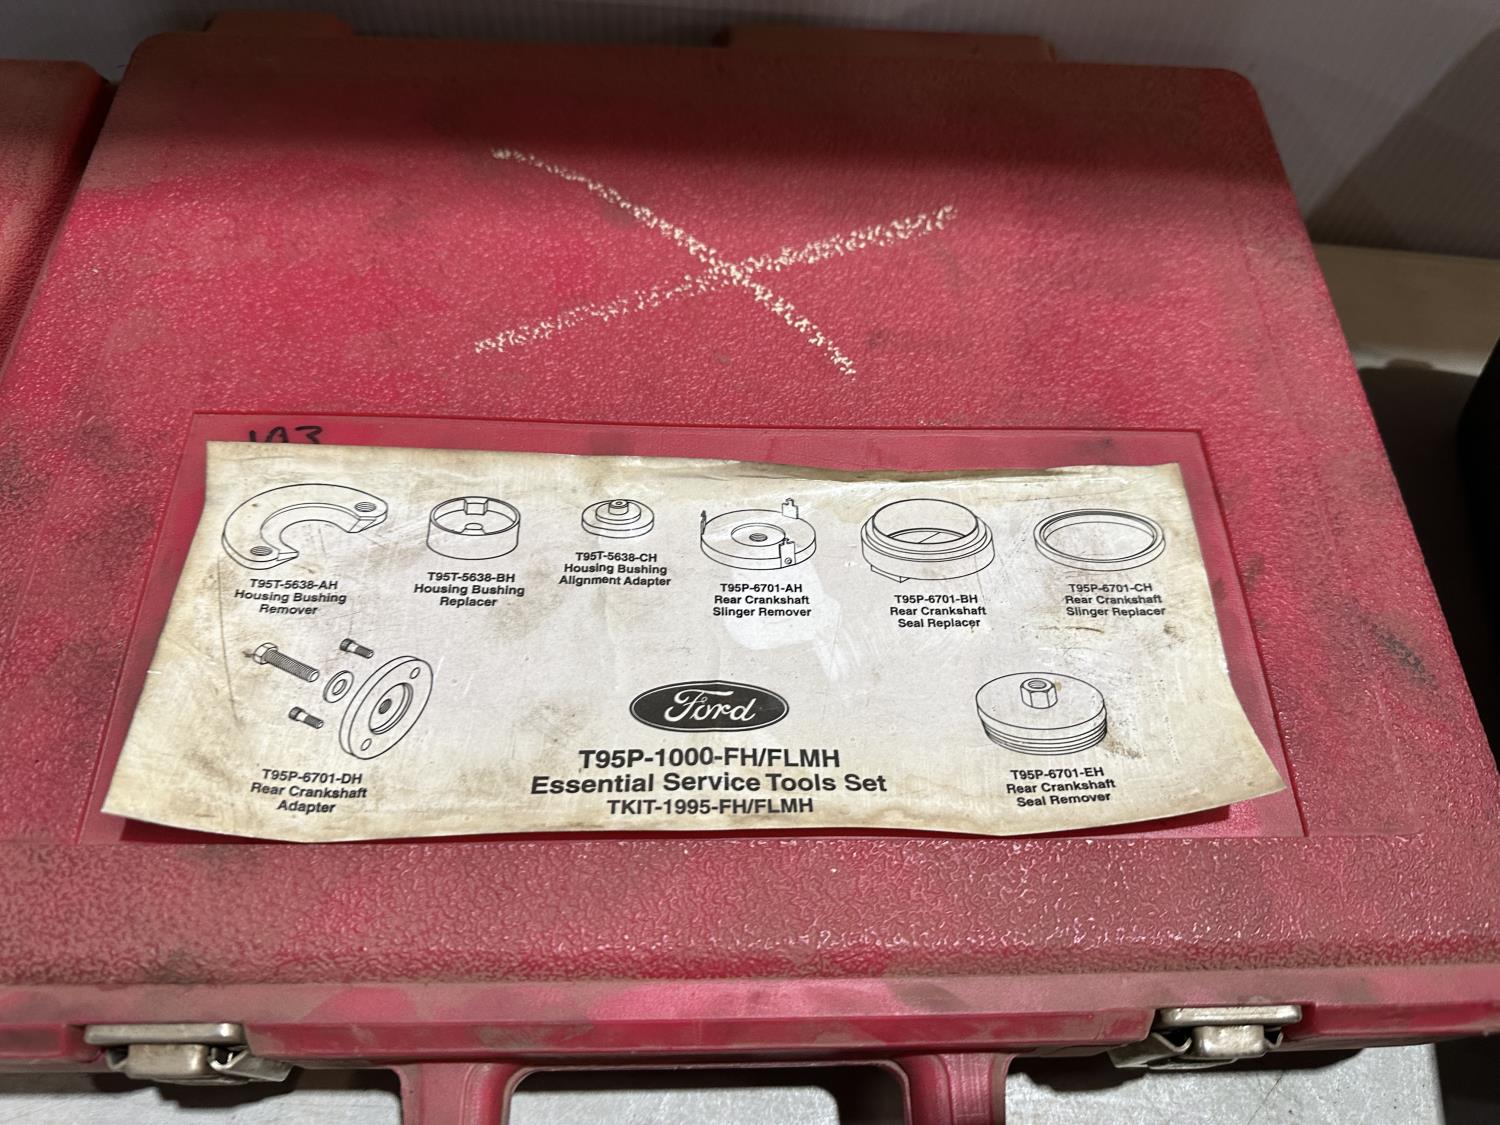 T95T-5638-AH
Housing Bushing
Remover
T95T-5638-BH
Housing Bushing
Replacer
T95T-5638-CH
Housing Bushing
Alignment Adapter
T95P-6701-AH
Rear Crankshaft
Slinger Remover
T95P-6701-BH
Rear Crankshaft
Seal Replacer
T95P-6701-CH
Rear Crankshaft
Slinger Replacer
T95P-6701-DH
Rear Crankshaft
Adapter
Ford
T95P-1000-FH/FLMH
Essential Service Tools Set
TKIT-1995-FH/FLMH
T95P-6701-EH
Rear Crankshaft
Seal Remover